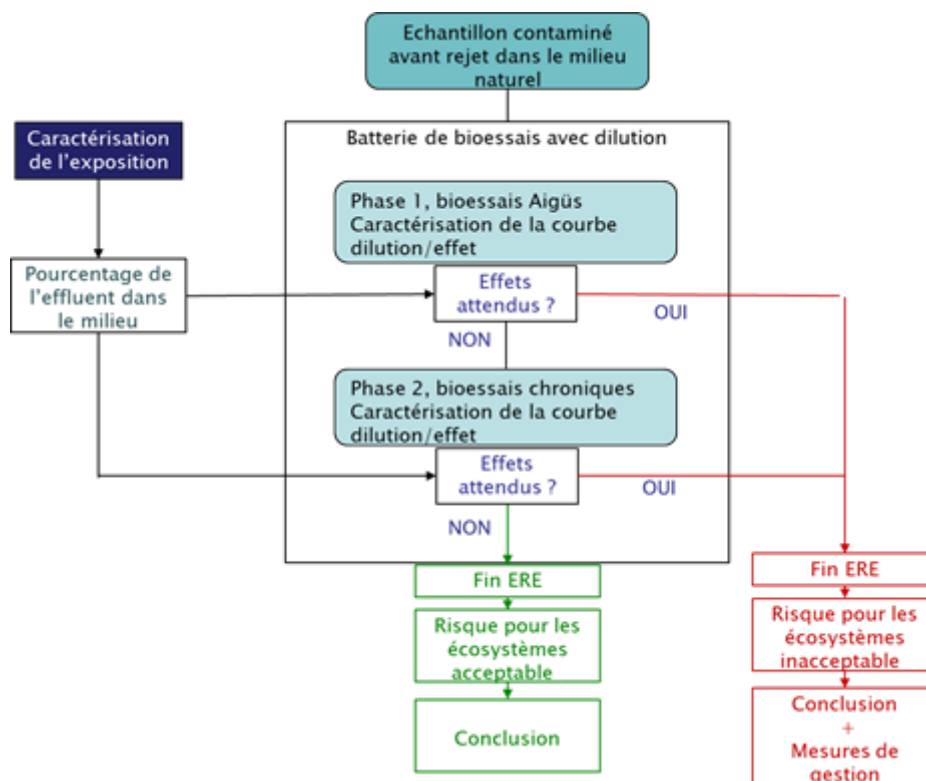 Echantillon contaminé
avant rejet dans le milieu
naturel
Caractérisation
de l'exposition
Batterie de bioessais avec dilution
Phase 1, bioessais Aigüs
Caractérisation de la courbe
dilution/effet
Pourcentage de
l'effluent dans
le milieu
Effets
attendus ?
OUI
NON
Phase 2, bioessais chroniques
Caractérisation de la courbe
dilution/effet
Effets
attendus ?
OUI
NON
Fin ERE
Risque pour les
écosystèmes
acceptable
Conclusion
Fin ERE
Risque pour les
écosystèmes
inacceptable
Conclusion
+
Mesures de
gestion